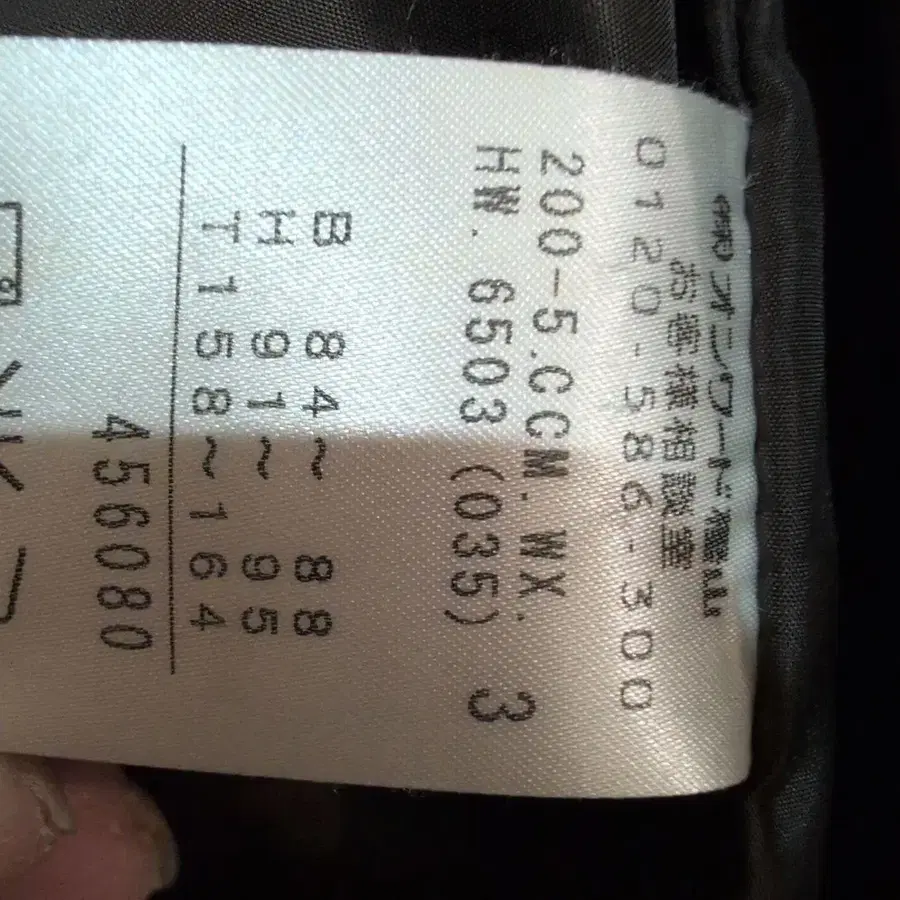 ㈱オンワード樫山
お客様相談室
0120-586-300
200-5.CCM.WX.
HW. 6503 (035) 3
B 84~ 88
H 91~ 95
T158~164
456080